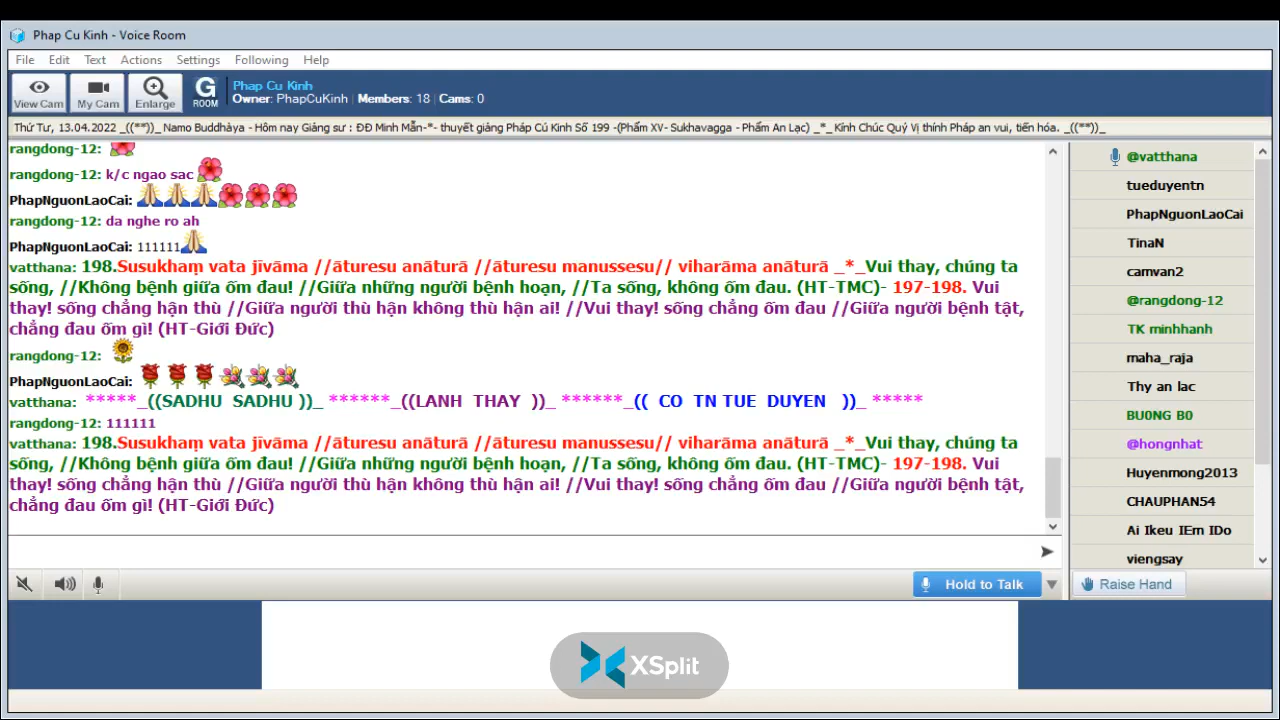 Phap Cu Kinh - Voice Room
File Edit Text Actions Settings Following Help
View Cam My Cam Enlarge G ROOM
Phap Cu Kinh
Owner: PhapCuKinh Members: 18 Cams: 0
Thứ Tư, 13.04.2022 _((**))_ Namo Buddhàya - Hôm nay Giảng sư : ĐĐ Minh Mẫn-*- thuyết giảng Pháp Cú Kinh Số 199 -(Phẩm XV- Sukhavagga - Phẩm An Lạc) _*_ Kính Chúc Quý Vị thính Pháp an vui, tiến hóa. _((**))_
rangdong-12:
rangdong-12: k/c ngao sac
PhapNguonLaoCai:
rangdong-12: da nghe ro ah
PhapNguonLaoCai: 111111
vatthana: 198.Susukhaṃ vata jīvāma //āturesu anāturā //āturesu manussesu// viharāma anāturā _*_Vui thay, chúng ta
sống, //Không bệnh giữa ốm đau! //Giữa những người bệnh hoạn, //Ta sống, không ốm đau. (HT-TMC)- 197-198. Vui
thay! sống chẳng hận thù //Giữa người thù hận không thù hận ai! //Vui thay! sống chẳng ốm đau //Giữa người bệnh tật,
chẳng đau ốm gì! (HT-Giới Đức)
rangdong-12:
PhapNguonLaoCai:
vatthana: *****_((SADHU SADHU ))_ ******_((LANH THAY ))_ ******_(( CO TN TUE DUYEN ))_ *****
rangdong-12: 111111
vatthana: 198.Susukhaṃ vata jīvāma //āturesu anāturā //āturesu manussesu// viharāma anāturā _*_Vui thay, chúng ta
sống, //Không bệnh giữa ốm đau! //Giữa những người bệnh hoạn, //Ta sống, không ốm đau. (HT-TMC)- 197-198. Vui
thay! sống chẳng hận thù //Giữa người thù hận không thù hận ai! //Vui thay! sống chẳng ốm đau //Giữa người bệnh tật,
chẳng đau ốm gì! (HT-Giới Đức)
@vatthana
tueduyentn
PhapNguonLaoCai
TinaN
camvan2
@rangdong-12
TK minhhanh
maha_raja
Thy an lac
BU0NG B0
@hongnhat
Huyenmong2013
CHAUPHAN54
Ai Ikeu IEm IDo
viengsay
Hold to Talk
Raise Hand
XSplit